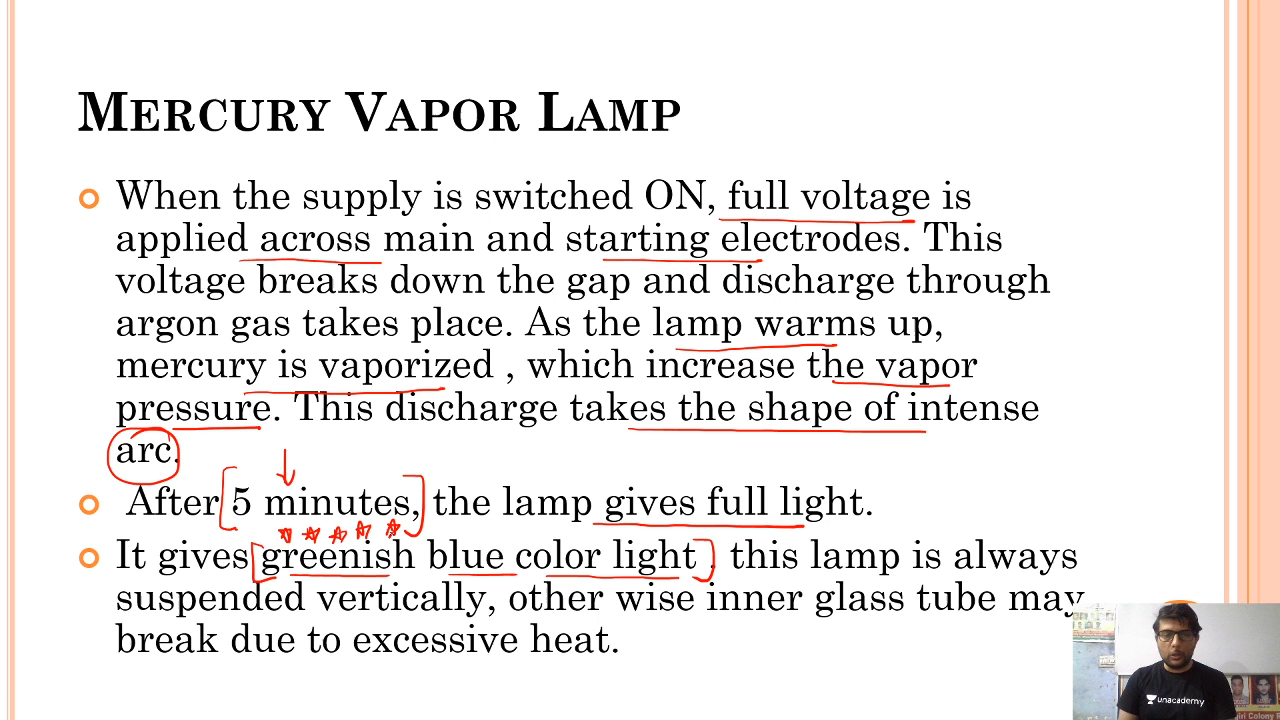 MERCURY VAPOR LAMP
When the supply is switched ON, full voltage is
applied across main and starting electrodes. This
voltage breaks down the gap and discharge through
argon gas takes place. As the lamp warms up,
mercury is vaporized , which increase the vapor
pressure. This discharge takes the shape of intense
arc.
After 5 minutes, the lamp gives full light.
It gives greenish blue color light , this lamp is always
suspended vertically, other wise inner glass tube may
break due to excessive heat.
unacademy
giri Colony